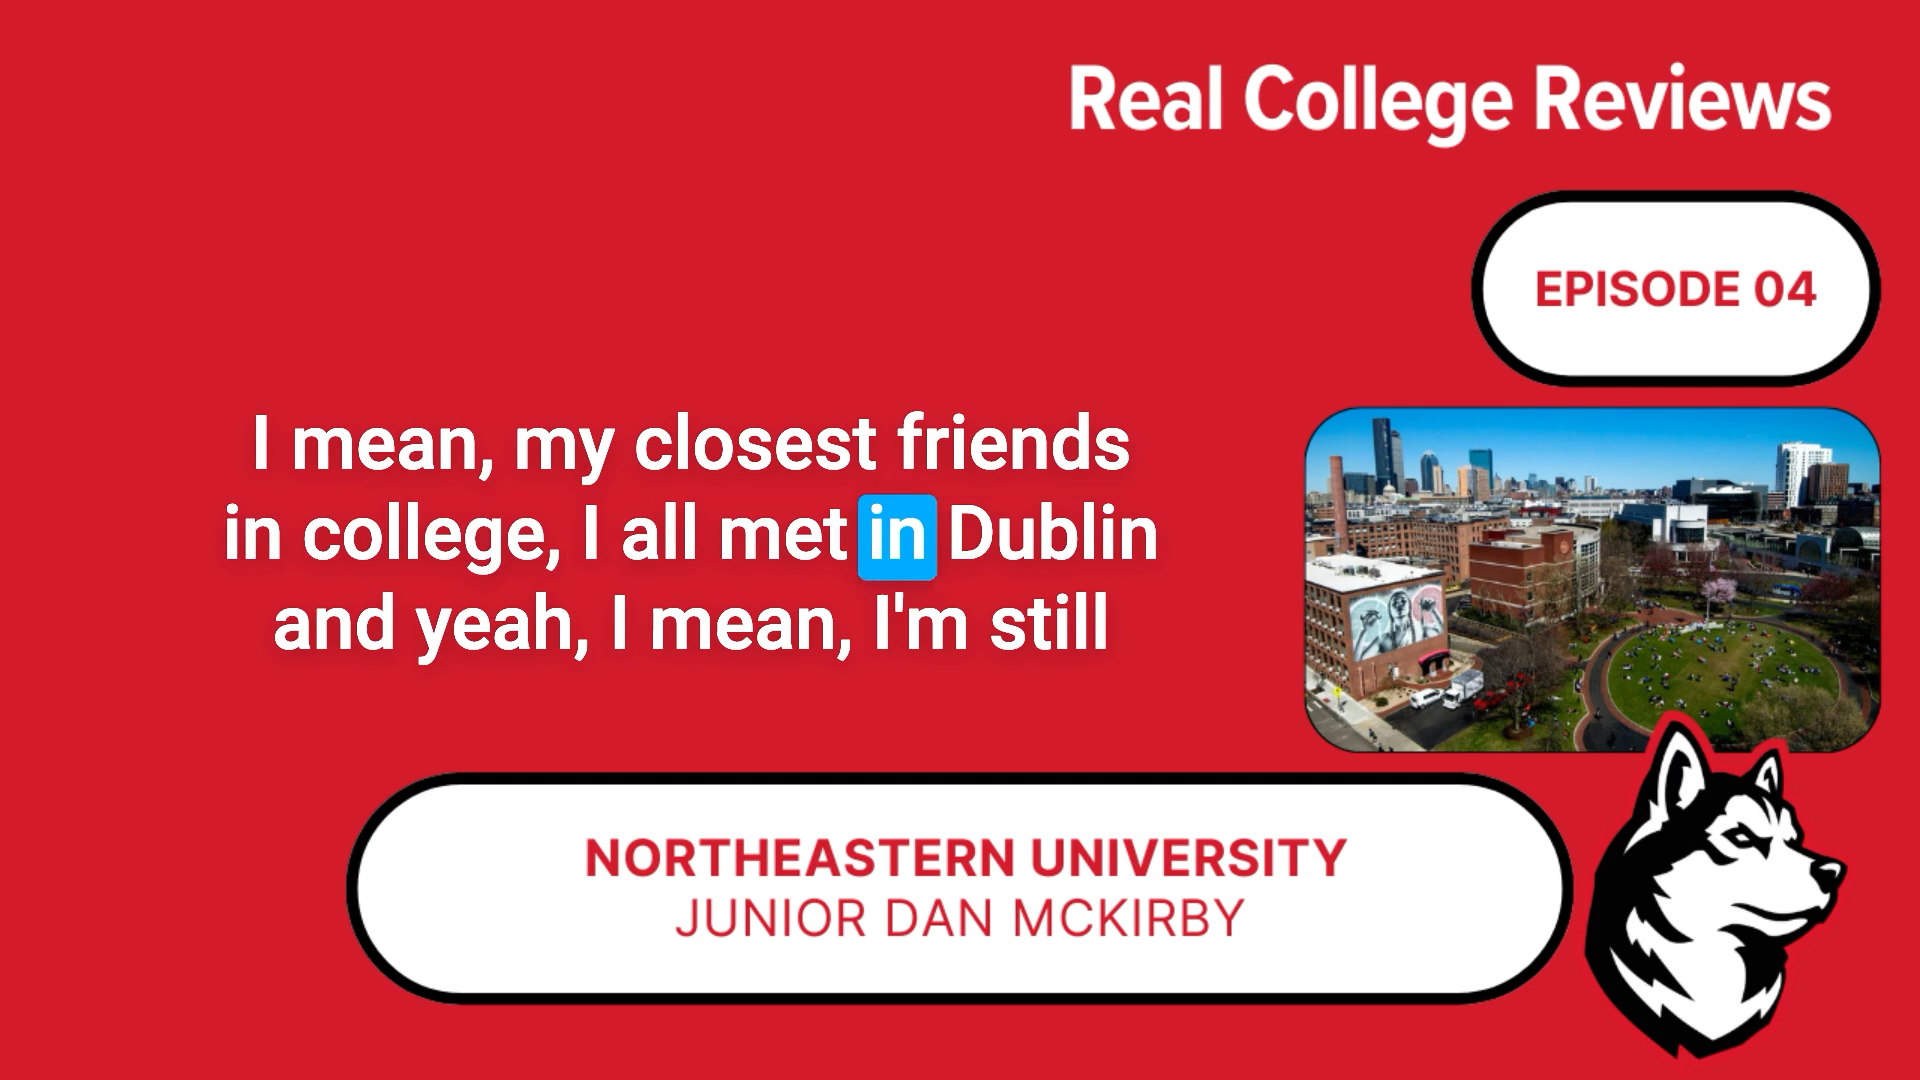 Real College Reviews
EPISODE 04
I mean, my closest friends
in college, I all met in Dublin
and yeah, I mean, I'm still
NORTHEASTERN UNIVERSITY
JUNIOR DAN MCKIRBY